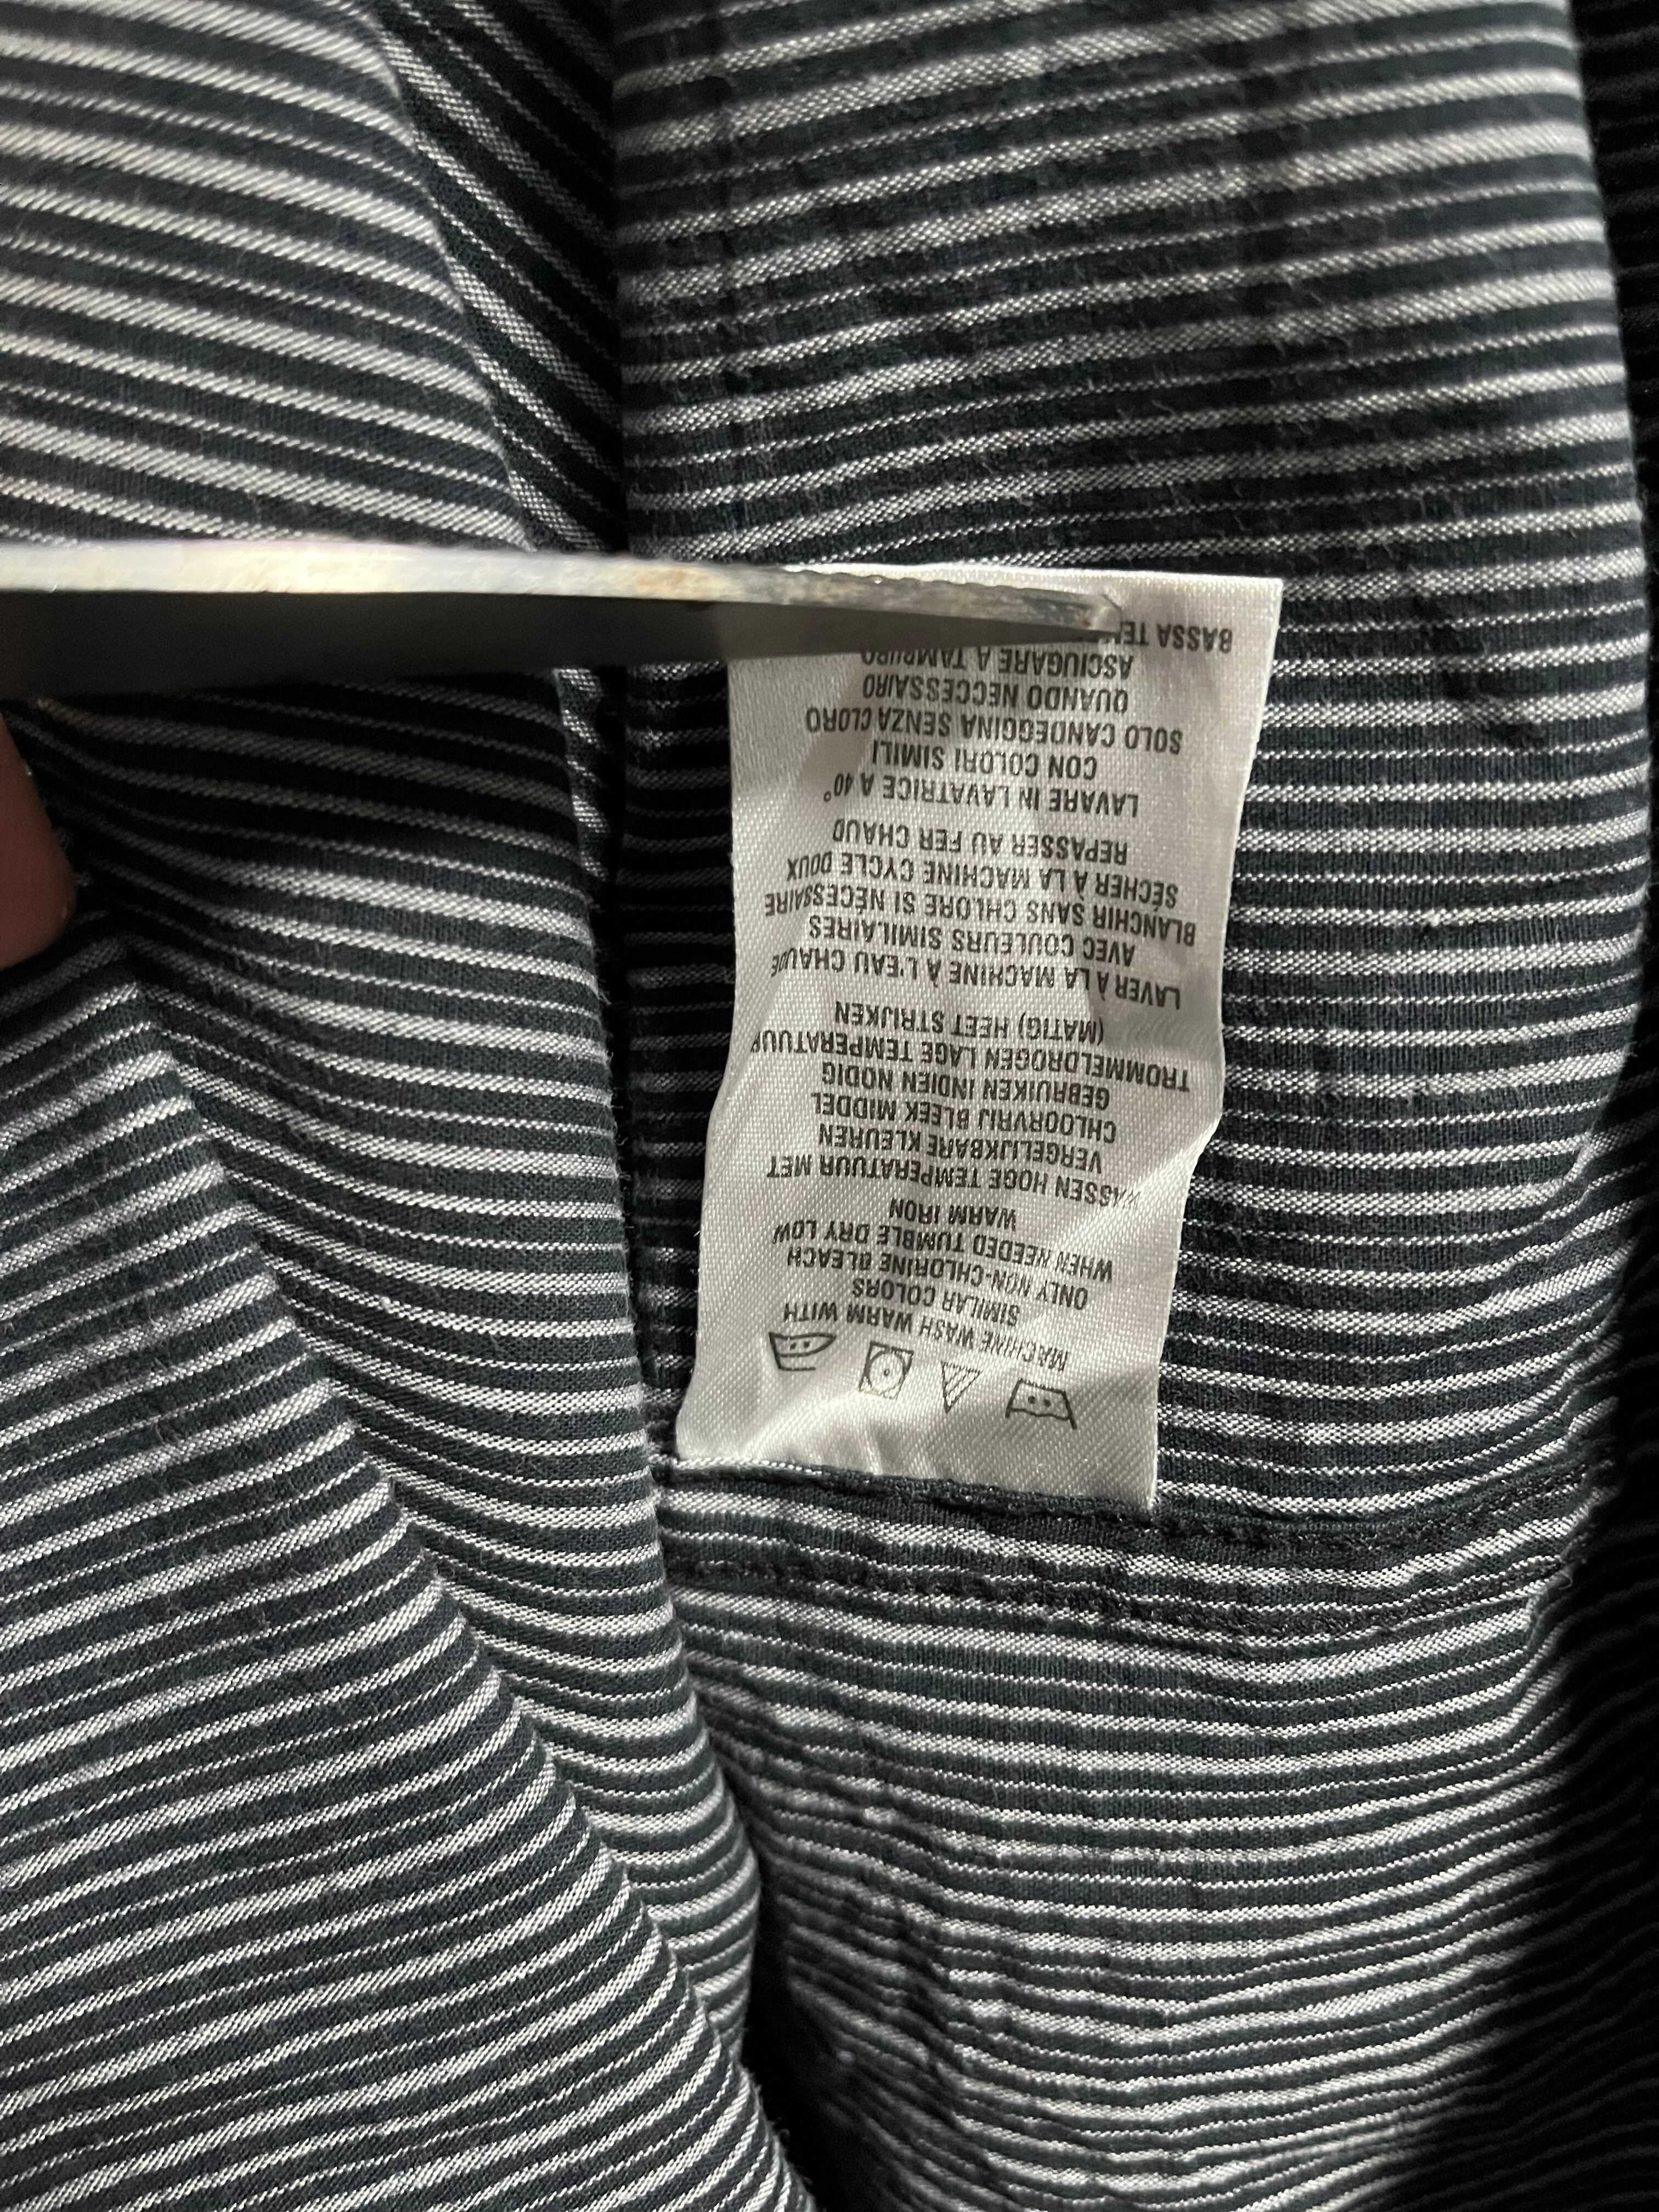 MACHINE WASH WARM WITH
SIMILAR COLORS
ONLY NON-CHLORINE BLEACH
WHEN NEEDED TUMBLE DRY LOW
WARM IRON
WASSEN HOGE TEMPERATUUR MET
VERGELIJKBARE KLEUREN
CHLOORVRIJ BLEEK MIDDEL
GEBRUIKEN INDIEN NODIG
TROMMELDROGEN LAGE TEMPERATUUR
(MATIG) HEET STRIJKEN
LAVER À LA MACHINE À L'EAU CHAUDE
AVEC COULEURS SIMILAIRES
BLANCHIR SANS CHLORE SI NÉCESSAIRE
SÉCHER À LA MACHINE CYCLE DOUX
REPASSER AU FER CHAUD
LAVARE IN LAVATRICE A 40°
CON COLORI SIMILI
SOLO CANDEGGINA SENZA CLORO
QUANDO NECCESSAIRO
ASCIUGARE A TAMBURO
BASSA